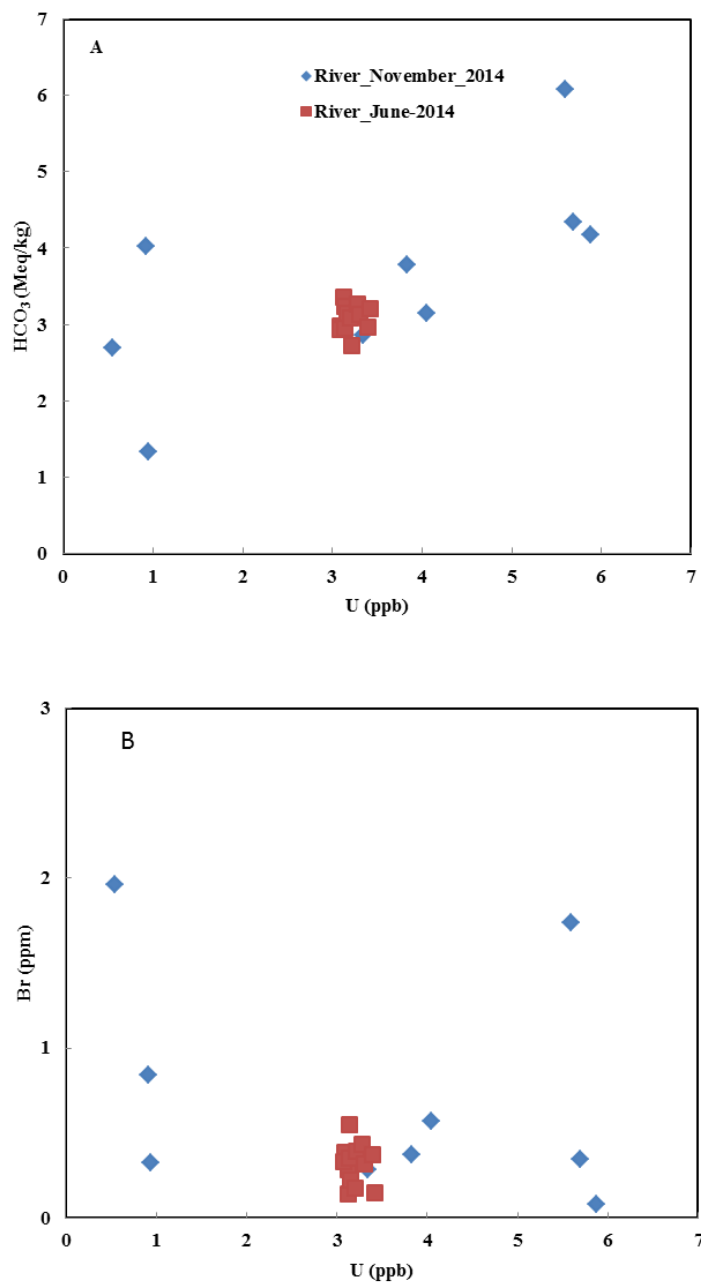 A
River_November_2014
River_June-2014
7
6
5
4
3
2
1
0
HCO₃ (Meq/kg)
0 1 2 3 4 5 6 7
U (ppb)
B
3
2
1
0
Br (ppm)
0 1 2 3 4 5 6 7
U (ppb)